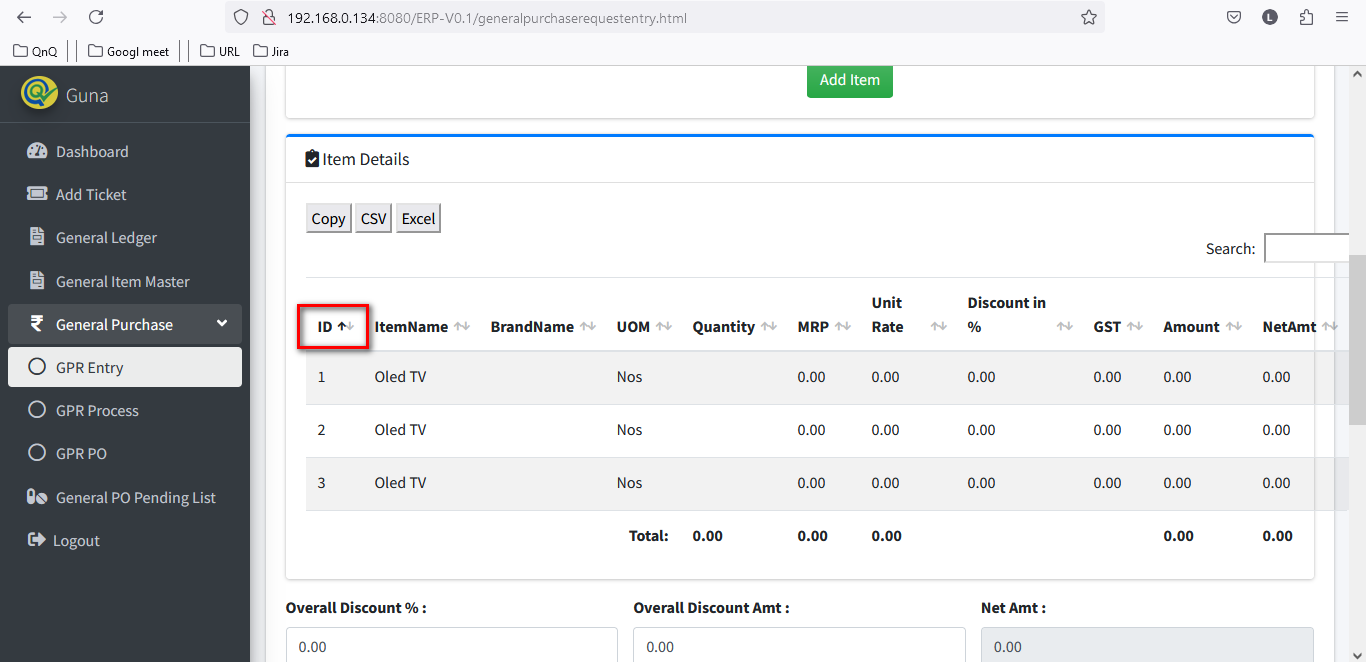 192.168.0.134:8080/ERP-V0.1/generalpurchaserequestentry.html
L
QnQ Googl meet URL Jira
Guna
Dashboard
Add Ticket
General Ledger
General Item Master
General Purchase
GPR Entry
GPR Process
GPR PO
General PO Pending List
Logout
Add Item
Item Details
Copy CSV Excel
Search:
ID ItemName BrandName UOM Quantity MRP Unit Rate Discount in % GST Amount NetAmt
1 Oled TV Nos 0.00 0.00 0.00 0.00 0.00 0.00
2 Oled TV Nos 0.00 0.00 0.00 0.00 0.00 0.00
3 Oled TV Nos 0.00 0.00 0.00 0.00 0.00 0.00
Total: 0.00 0.00 0.00 0.00 0.00
Overall Discount % : Overall Discount Amt : Net Amt :
0.00 0.00 0.00